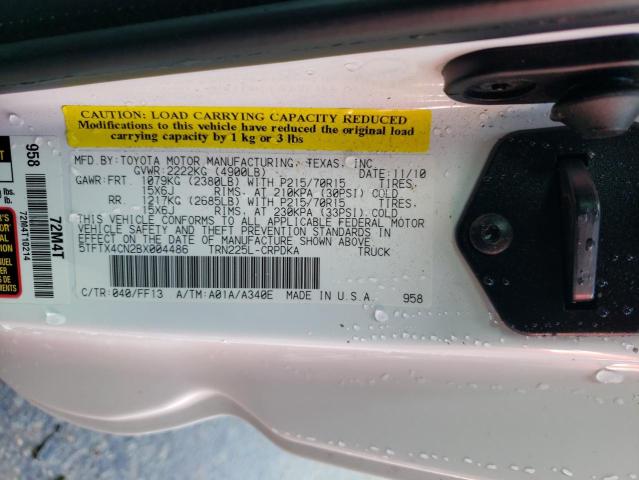 CAUTION: LOAD CARRYING CAPACITY REDUCED
Modifications to this vehicle have reduced the original load
carrying capacity by 1 kg or 3 lbs
MFD BY: TOYOTA MOTOR MANUFACTURING, TEXAS, INC.
GVWR: 2222KG (4900LB) 11/10
GAWR: FRT. 1079KG (2380LB) WITH P215/70R15 TIRES,
15X6J RIMS, AT 210KPA (30PSI) COLD
RR. 1217KG (2685LB) WITH P215/70R15 TIRES,
15X6J RIMS, AT 230KPA (33PSI) COLD
THIS VEHICLE CONFORMS TO ALL APPLICABLE FEDERAL MOTOR
VEHICLE SAFETY AND THEFT PREVENTION STANDARDS IN
EFFECT ON THE DATE OF MANUFACTURE SHOWN ABOVE.
5TFTX4CN2BX004486 TRN225L-CRPDKA TRUCK
C/TR: 040/FF13 A/TM: A01A/A340E MADE IN U.S.A. 958
958
72M4T
72M4T10214
lbs.